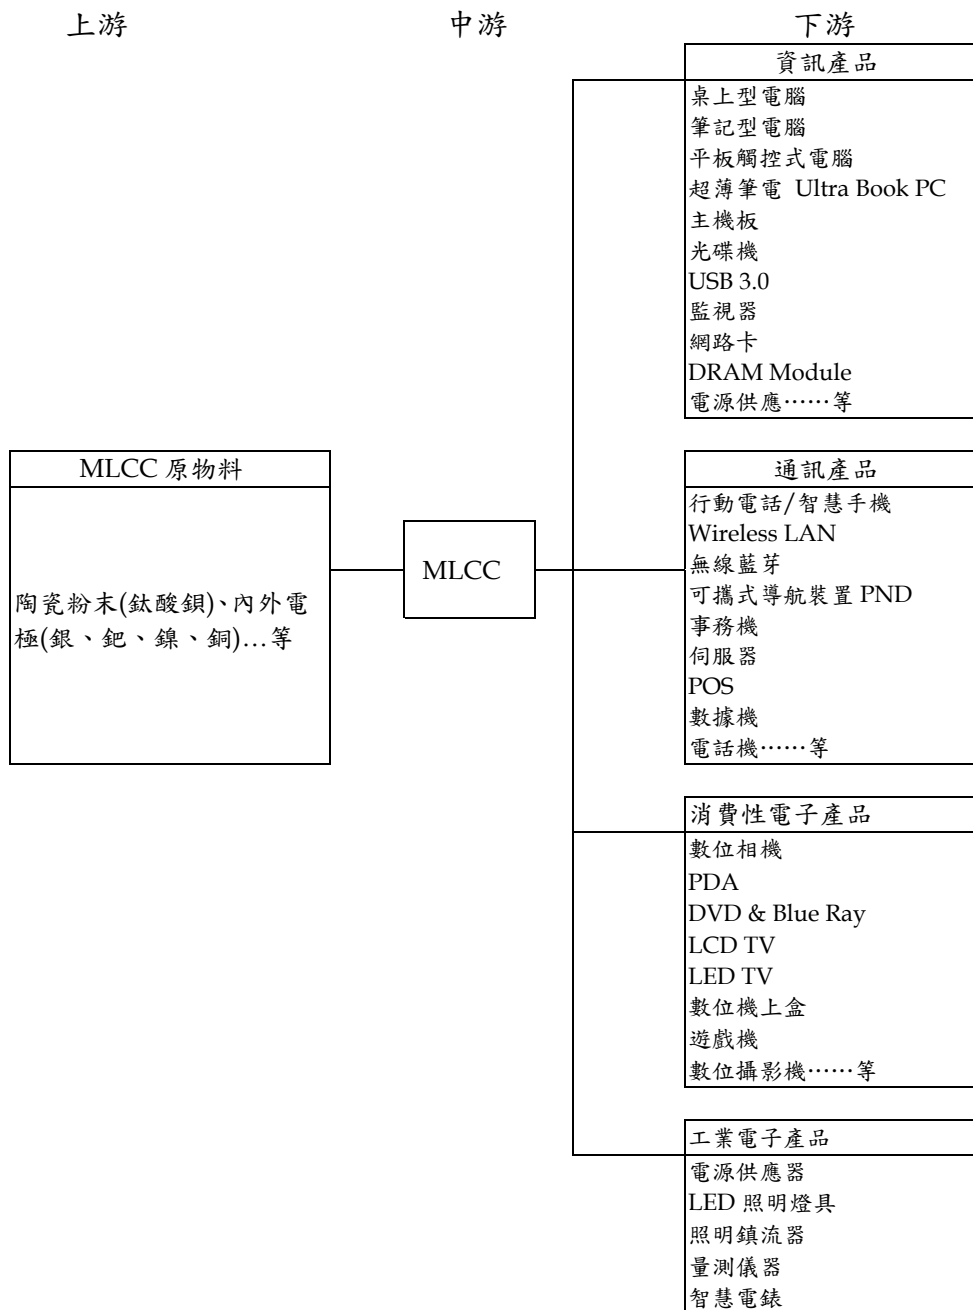 上游
中游
下游
MLCC 原物料
陶瓷粉末(鈦酸鋇)、內外電
極(銀、鈀、鎳、銅)…等
MLCC
資訊產品
桌上型電腦
筆記型電腦
平板觸控式電腦
超薄筆電 Ultra Book PC
主機板
光碟機
USB 3.0
監視器
網路卡
DRAM Module
電源供應……等
通訊產品
行動電話/智慧手機
Wireless LAN
無線藍芽
可攜式導航裝置 PND
事務機
伺服器
POS
數據機
電話機……等
消費性電子產品
數位相機
PDA
DVD & Blue Ray
LCD TV
LED TV
數位機上盒
遊戲機
數位攝影機……等
工業電子產品
電源供應器
LED 照明燈具
照明鎮流器
量測儀器
智慧電錶